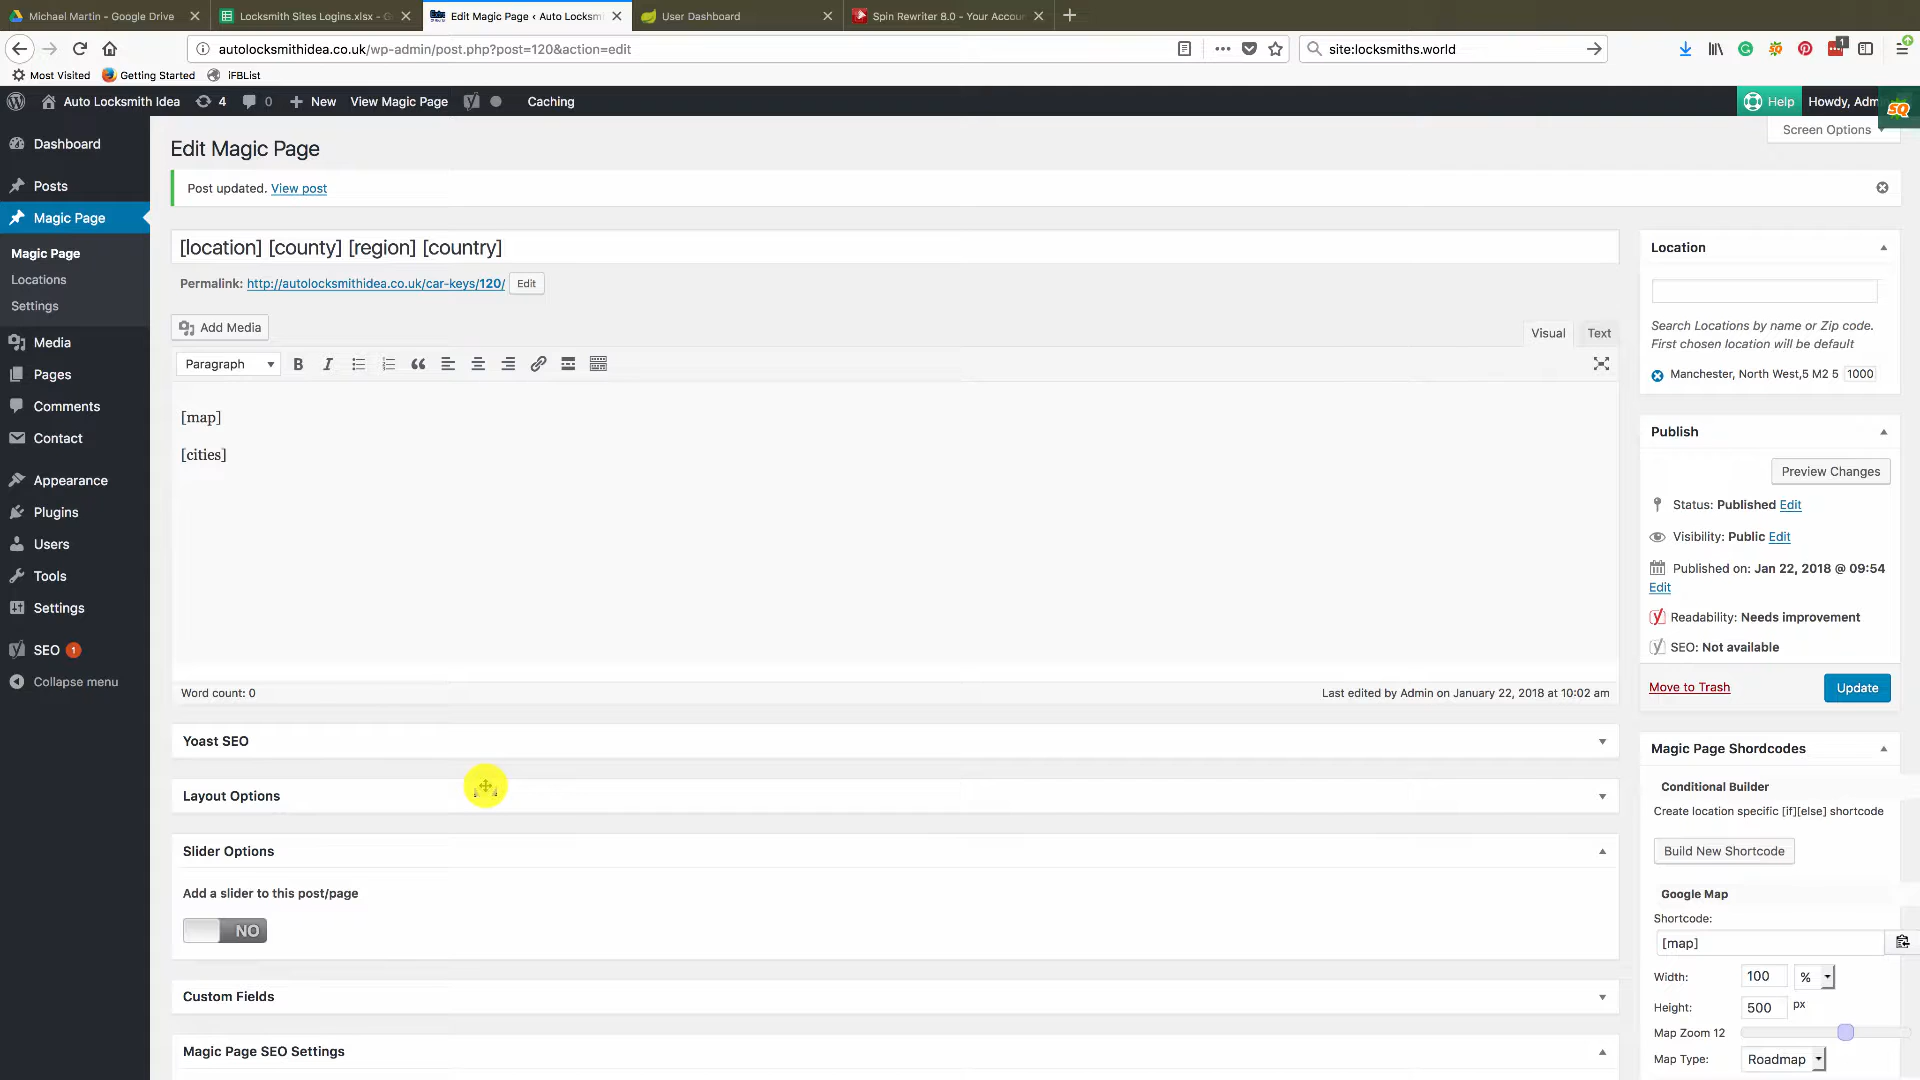 Michael Martin - Google Drive
Locksmith Sites Logins.xlsx - G
Edit Magic Page ‹ Auto Locksm
User Dashboard
Spin Rewriter 8.0 - Your Accou
autolocksmithidea.co.uk/wp-admin/post.php?post=120&action=edit
site:locksmiths.world
1
Most Visited
Getting Started
iFBList
Auto Locksmith Idea
4
0
New
View Magic Page
Caching
Help
Howdy, Adm
SQ
Screen Options
Dashboard
Posts
Magic Page
Magic Page
Locations
Settings
Media
Pages
Comments
Contact
Appearance
Plugins
Users
Tools
Settings
SEO 1
Collapse menu
Edit Magic Page
Post updated. View post
[location] [county] [region] [country]
Permalink: http://autolocksmithidea.co.uk/car-keys/120/ Edit
Add Media
Visual Text
Paragraph
B I
[map]
[cities]
Word count: 0
Last edited by Admin on January 22, 2018 at 10:02 am
Yoast SEO
Layout Options
Slider Options
Add a slider to this post/page
NO
Custom Fields
Magic Page SEO Settings
Location
Search Locations by name or Zip code.
First chosen location will be default
Manchester, North West,5 M2 5 1000
Publish
Preview Changes
Status: Published Edit
Visibility: Public Edit
Published on: Jan 22, 2018 @ 09:54
Edit
Readability: Needs improvement
SEO: Not available
Move to Trash
Update
Magic Page Shordcodes
Conditional Builder
Create location specific [if][else] shortcode
Build New Shortcode
Google Map
Shortcode:
[map]
Width: 100 %
Height: 500 px
Map Zoom 12
Map Type: Roadmap